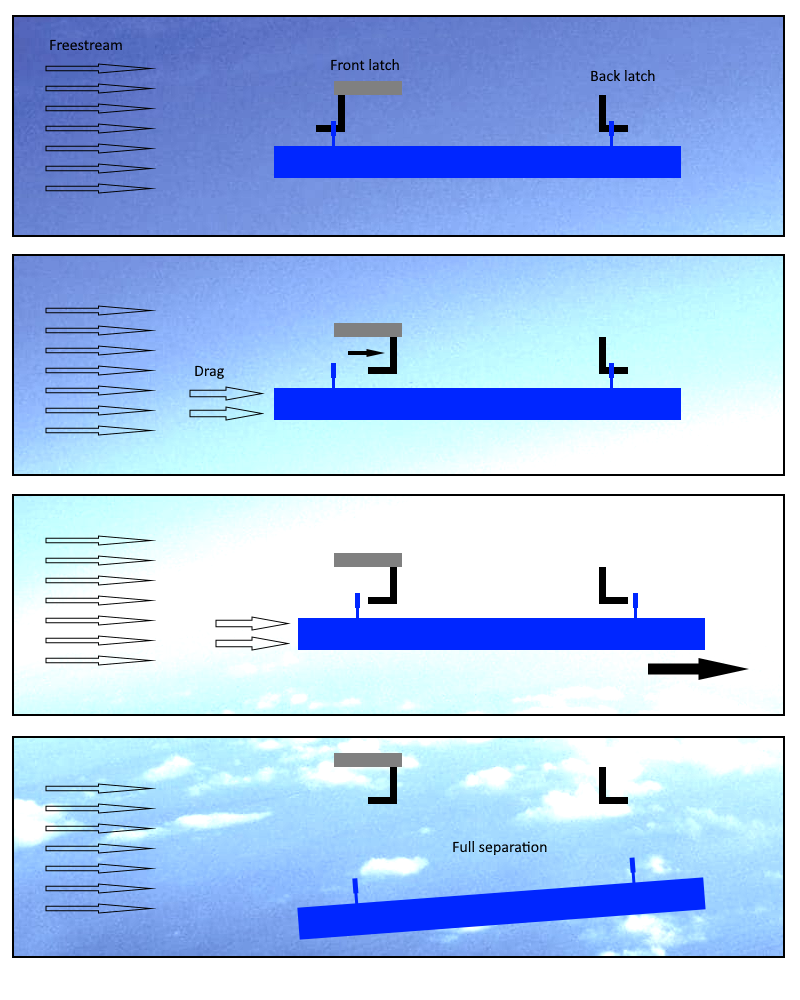 Freestream
Front latch
Back latch
Drag
Full separation